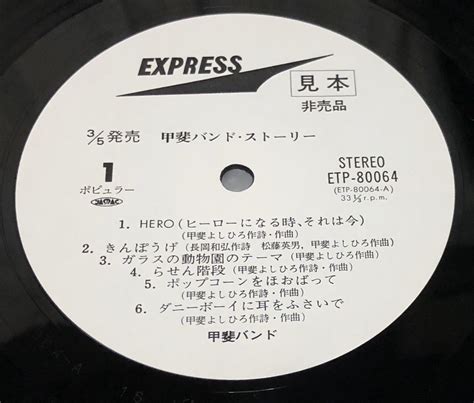 EXPRESS
見本
非売品
3/5発売 甲斐バンド・ストーリー
1
ポピュラー
STEREO
ETP-80064
(ETP-80064-A)
33 1/3 r.p.m.
1. HERO(ヒーローになる時、それは今)
(甲斐よしひろ作詩・作曲)
2. きんぽうげ(長岡和弘作詩 松藤英男、甲斐よしひろ作曲)
3. ガラスの動物園のテーマ(甲斐よしひろ作曲)
4. らせん階段(甲斐よしひろ作詩・作曲)
5. ポップコーンをほおばって
(甲斐よしひろ作詩・作曲)
6. ダニーボーイに耳をふさいで
(甲斐よしひろ作詩・作曲)
甲斐バンド